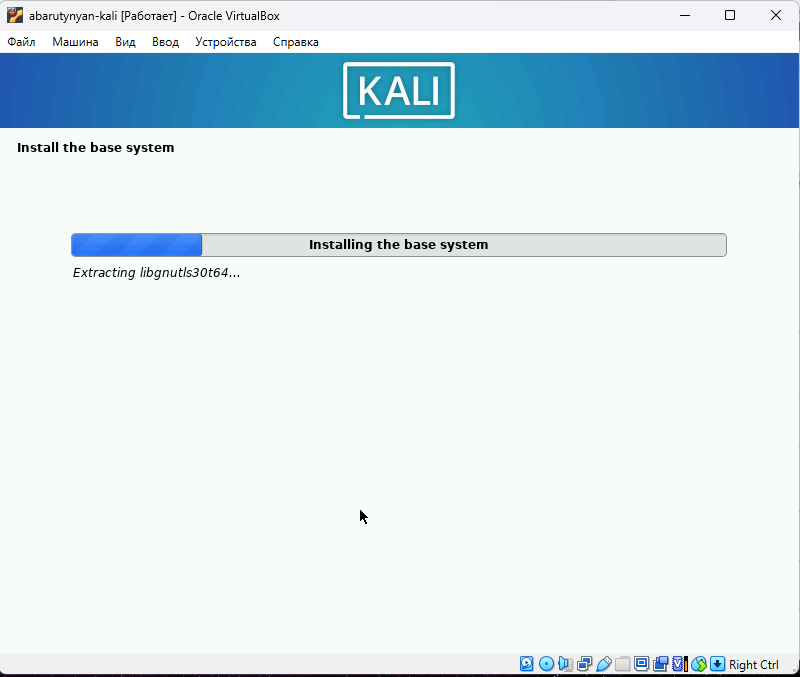 abarutynyan-kali [Работает] - Oracle VirtualBox
Файл Машина Вид Ввод Устройства Справка
KALI
Install the base system
Installing the base system
Extracting libgnutls30t64...
Right Ctrl